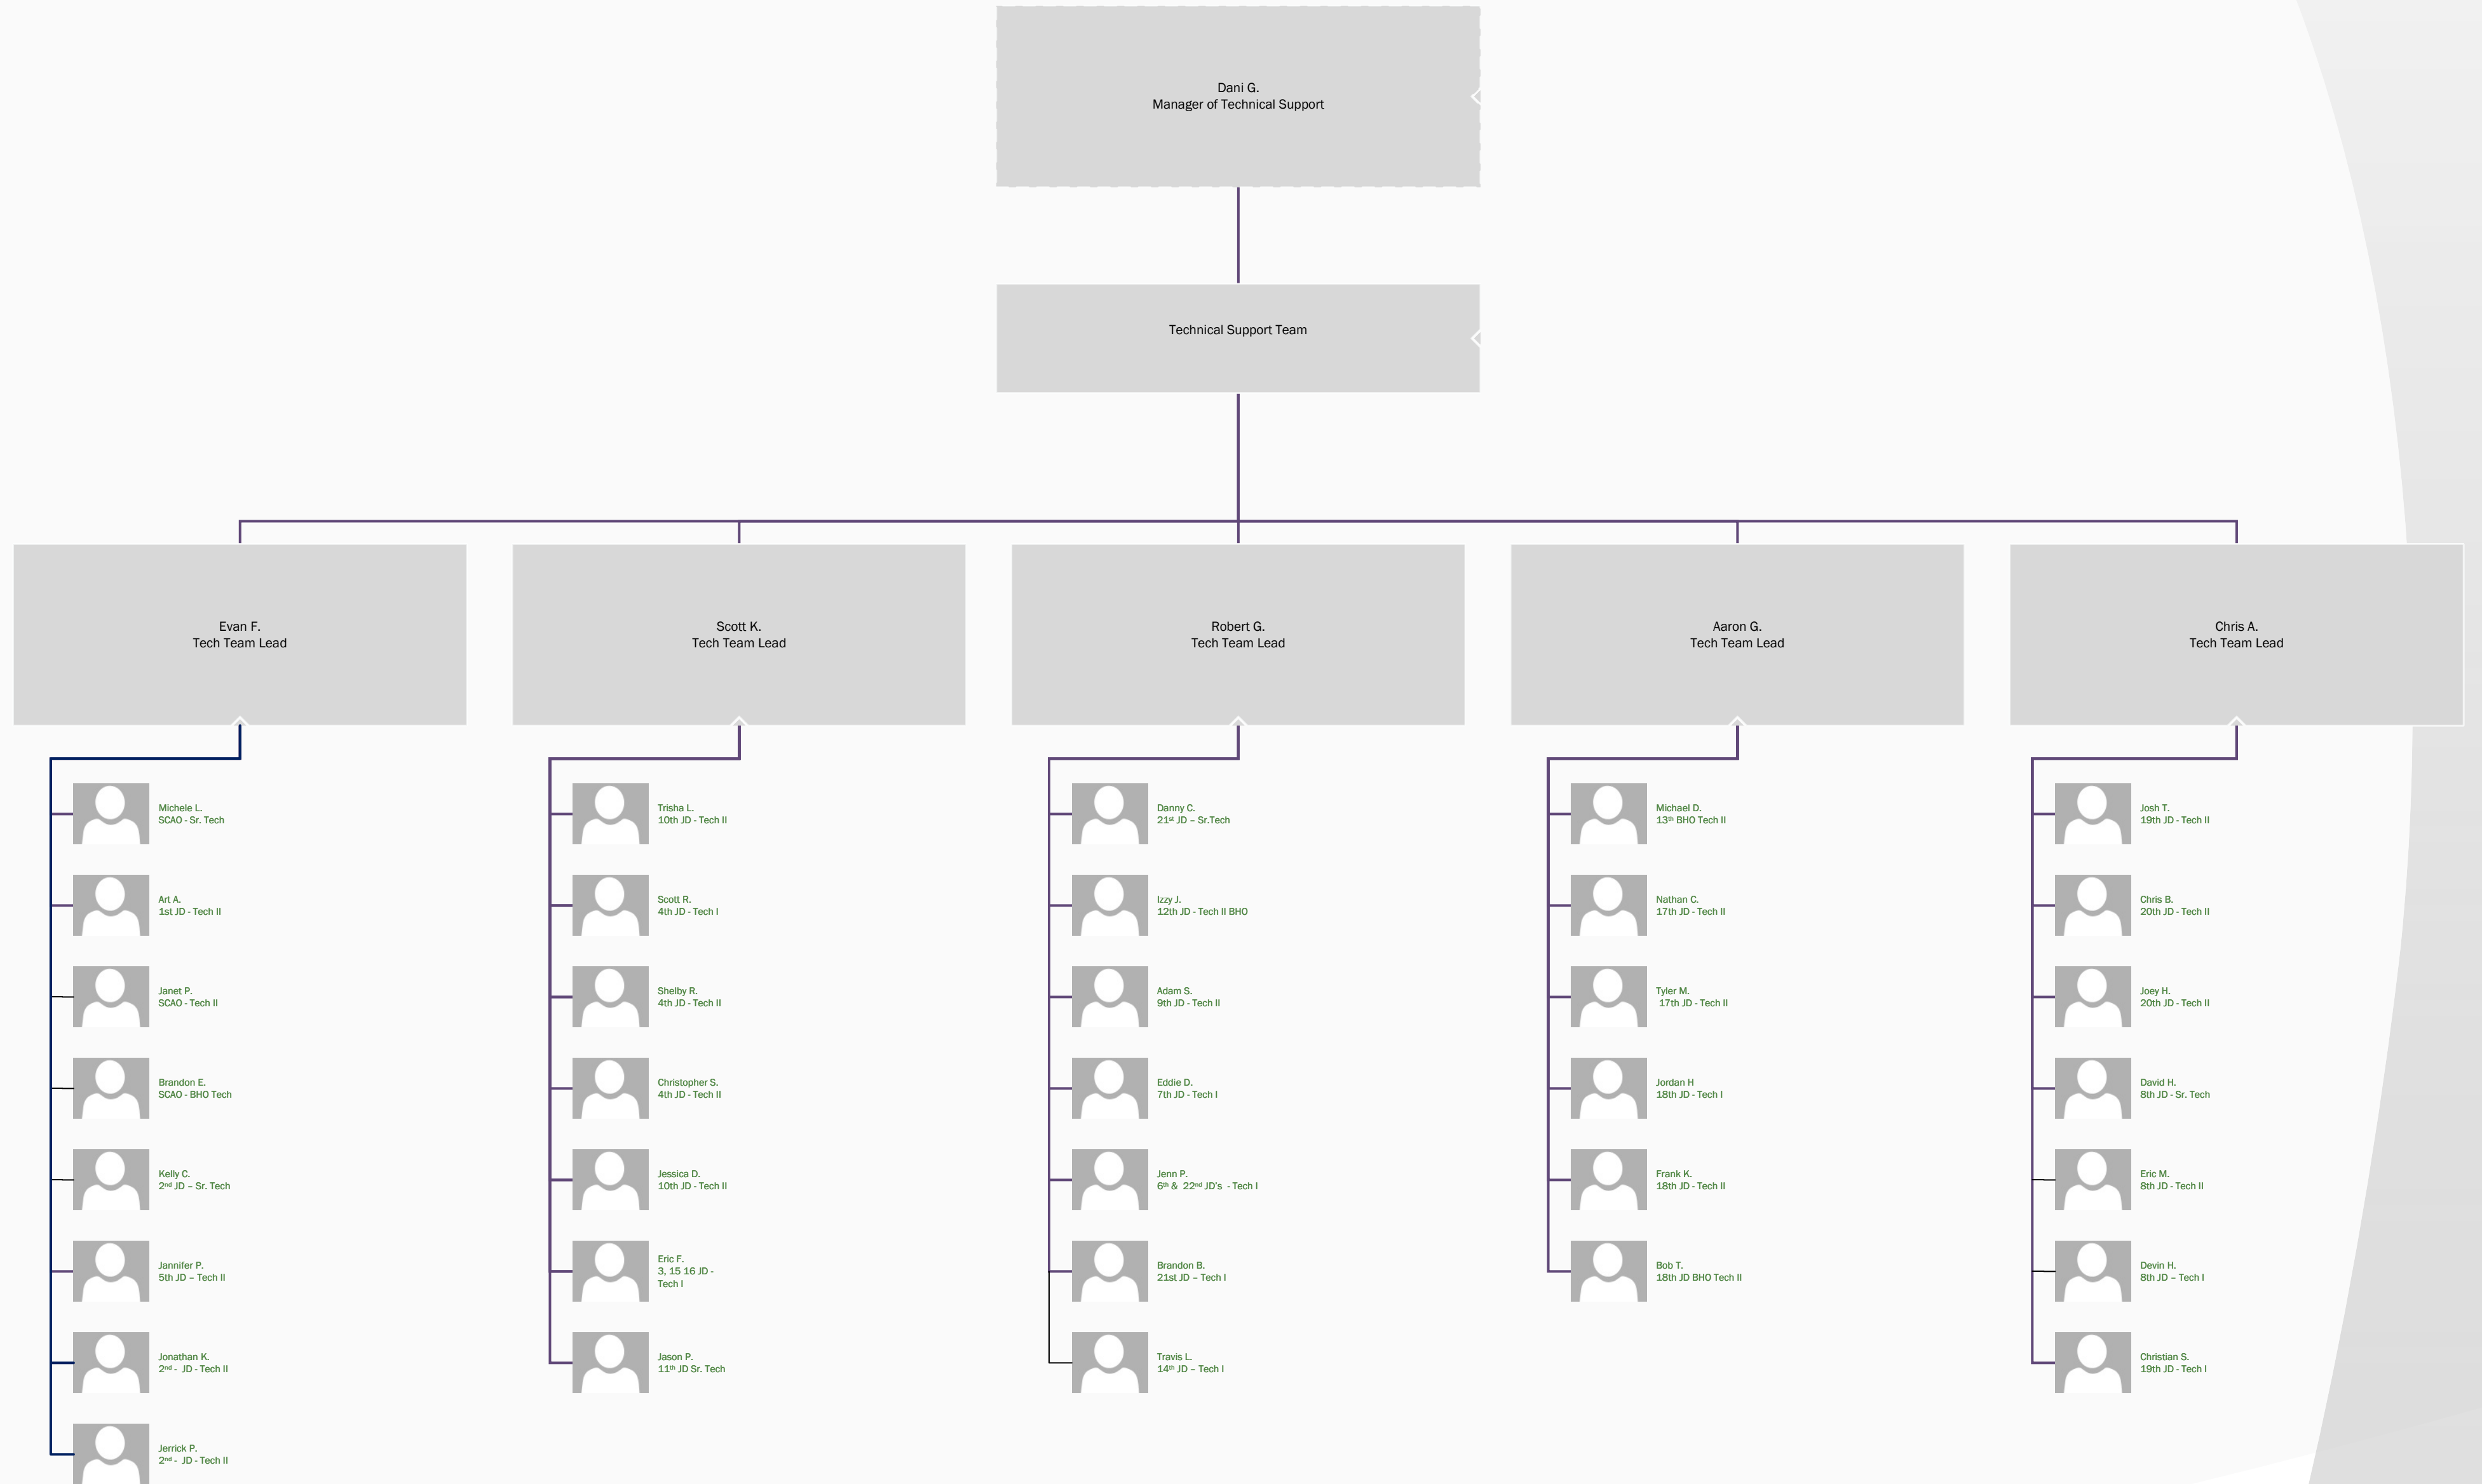 Dani G.
Manager of Technical Support
Technical Support Team
Evan F.
Tech Team Lead
Scott K.
Tech Team Lead
Robert G.
Tech Team Lead
Aaron G.
Tech Team Lead
Chris A.
Tech Team Lead
Michele L.
SCAO - Sr. Tech
Art A.
1st JD - Tech II
Janet P.
SCAO - Tech II
Brandon E.
SCAO - BHO Tech
Kelly C.
2nd JD – Sr. Tech
Jannifer P.
5th JD – Tech II
Jonathan K.
2nd -  JD - Tech II
Jerrick P.
2nd -  JD - Tech II
Trisha L.
10th JD - Tech II
Scott R.
4th JD - Tech I
Shelby R.
4th JD - Tech II
Christopher S.
4th JD - Tech II
Jessica D.
10th JD - Tech II
Eric F.
3, 15 16 JD -
Tech I
Jason P.
11th JD Sr. Tech
Danny C.
21st JD – Sr.Tech
Izzy J.
12th JD - Tech II BHO
Adam S.
9th JD - Tech II
Eddie D.
7th JD - Tech I
Jenn P.
6th &  22nd JD's  - Tech I
Brandon B.
21st JD – Tech I
Travis L.
14th JD – Tech I
Michael D.
13th BHO Tech II
Nathan C.
17th JD - Tech II
Tyler M.
17th JD - Tech II
Jordan H
18th JD - Tech I
Frank K.
18th JD - Tech II
Bob T.
18th JD BHO Tech II
Josh T.
19th JD - Tech II
Chris B.
20th JD - Tech II
Joey H.
20th JD - Tech II
David H.
8th JD - Sr. Tech
Eric M.
8th JD - Tech II
Devin H.
8th JD – Tech I
Christian S.
19th JD - Tech I